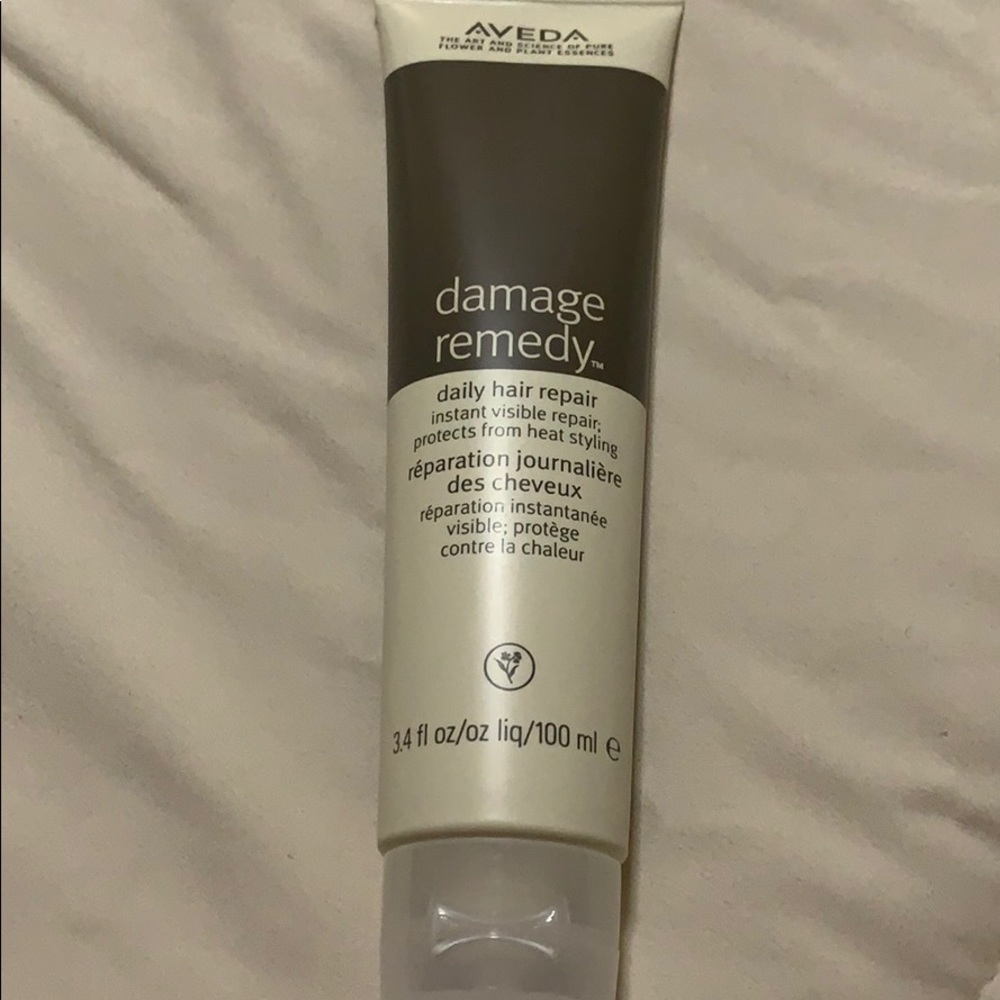 AVEDA
THE ART AND SCIENCE OF PURE
FLOWER AND PLANT ESSENCES
damage
remedy™
daily hair repair
instant visible repair;
protects from heat styling
réparation journalière
des cheveux
réparation instantanée
visible; protège
contre la chaleur
3.4 fl oz/oz liq/100 ml ℮